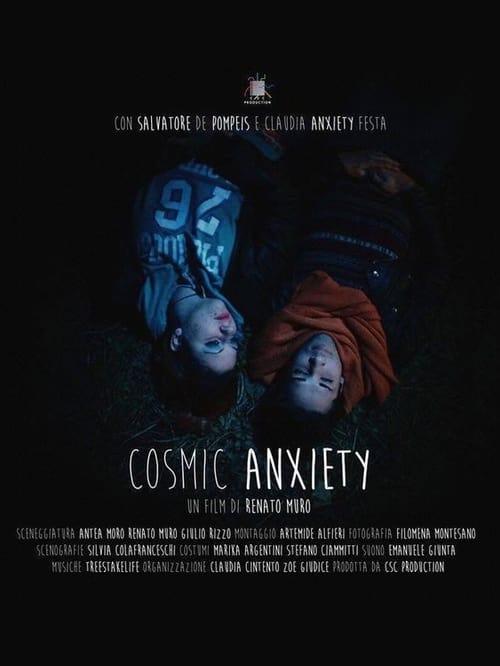 PRODUCTION
CON SALVATORE DE POMPEIS E CLAUDIA ANXIETY FESTA
26
COSMIC ANXIETY
UN FILM DI RENATO MURO
SCENEGGIATURA ANTEA MORO RENATO MURO GIULIO RIZZO MONTAGGIO ARTEMIDE ALFIERI FOTOGRAFIA FILOMENA MONTESANO
SCENOGRAFIE SILVIA COLAFRANCESCHI COSTUMI MARIKA ARGENTINI STEFANO CIAMMITTI SUONO EMANUELE GIUNTA
MUSICHE TREESTAKELIFE ORGANIZZAZIONE CLAUDIA CINTENTO ZOE GIUDICE PRODOTTA DA CSC PRODUCTION